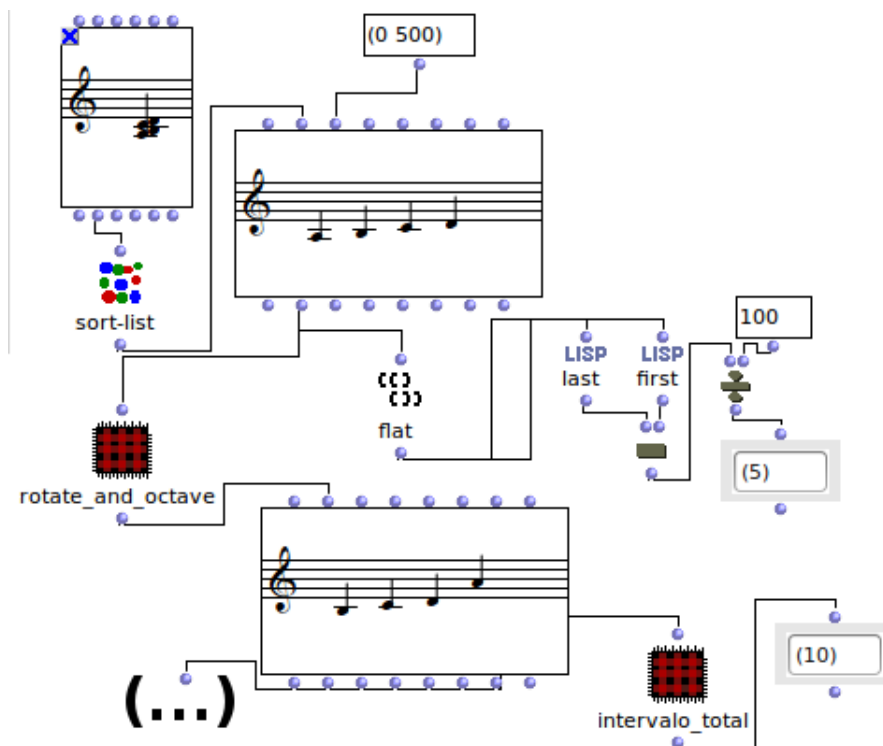 (0 500)
sort-list
100
LISP LISP
last first
flat
(5)
rotate_and_octave
(10)
(...)
intervalo_total